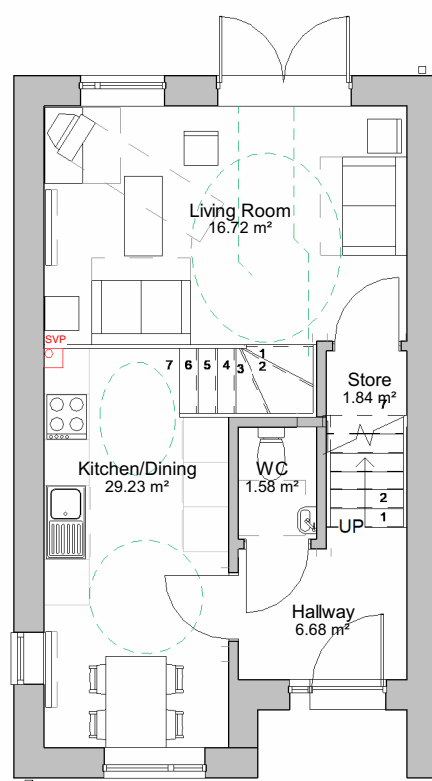 Living Room
16.72 m²
SVP
7 6 5 4 3 2 1
Store
1.84 m²
7
Kitchen/Dining
29.23 m²
WC
1.58 m²
2
1
UP
Hallway
6.68 m²